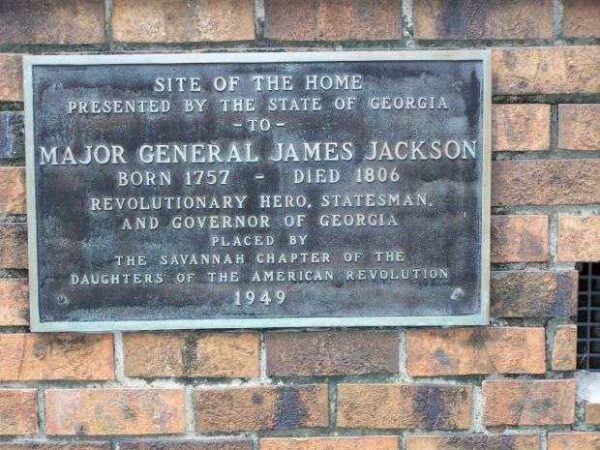 SITE OF THE HOME
PRESENTED BY THE STATE OF GEORGIA
- TO -
MAJOR GENERAL JAMES JACKSON
BORN 1757 - DIED 1806
REVOLUTIONARY HERO, STATESMAN,
AND GOVERNOR OF GEORGIA
PLACED BY
THE SAVANNAH CHAPTER OF THE
DAUGHTERS OF THE AMERICAN REVOLUTION
1949